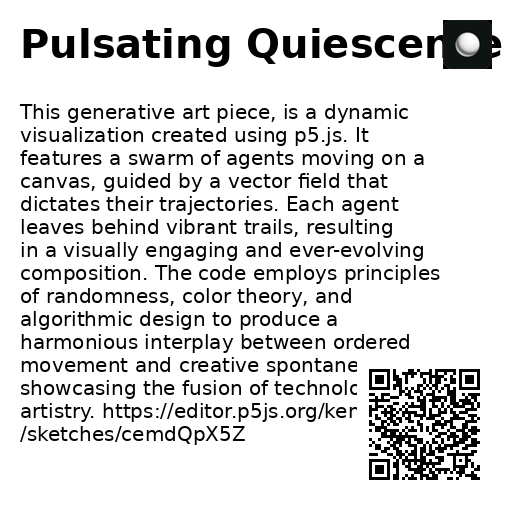 Pulsating Quiescen e
This generative art piece, is a dynamic
visualization created using p5.js. It
features a swarm of agents moving on a
canvas, guided by a vector field that
dictates their trajectories. Each agent
leaves behind vibrant trails, resulting
in a visually engaging and ever-evolving
composition. The code employs principles
of randomness, color theory, and
algorithmic design to produce a
harmonious interplay between ordered
movement and creative spontane
showcasing the fusion of technolo
artistry. https://editor.p5js.org/ker
/sketches/cemdQpX5Z